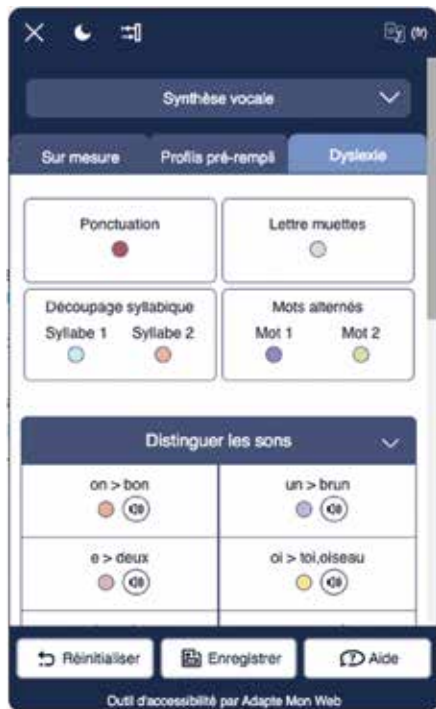 (fr)
Synthèse vocale
Sur mesure
Profils pré-rempli
Dyslexie
Ponctuation
Lettre muettes
Découpage syllabique
Syllabe 1 Syllabe 2
Mots alternés
Mot 1 Mot 2
Distinguer les sons
on > bon
un > brun
e > deux
oi > toi,oiseau
Réinitialiser
Enregistrer
Aide
Outil d'accessibilité par Adapte Mon Web